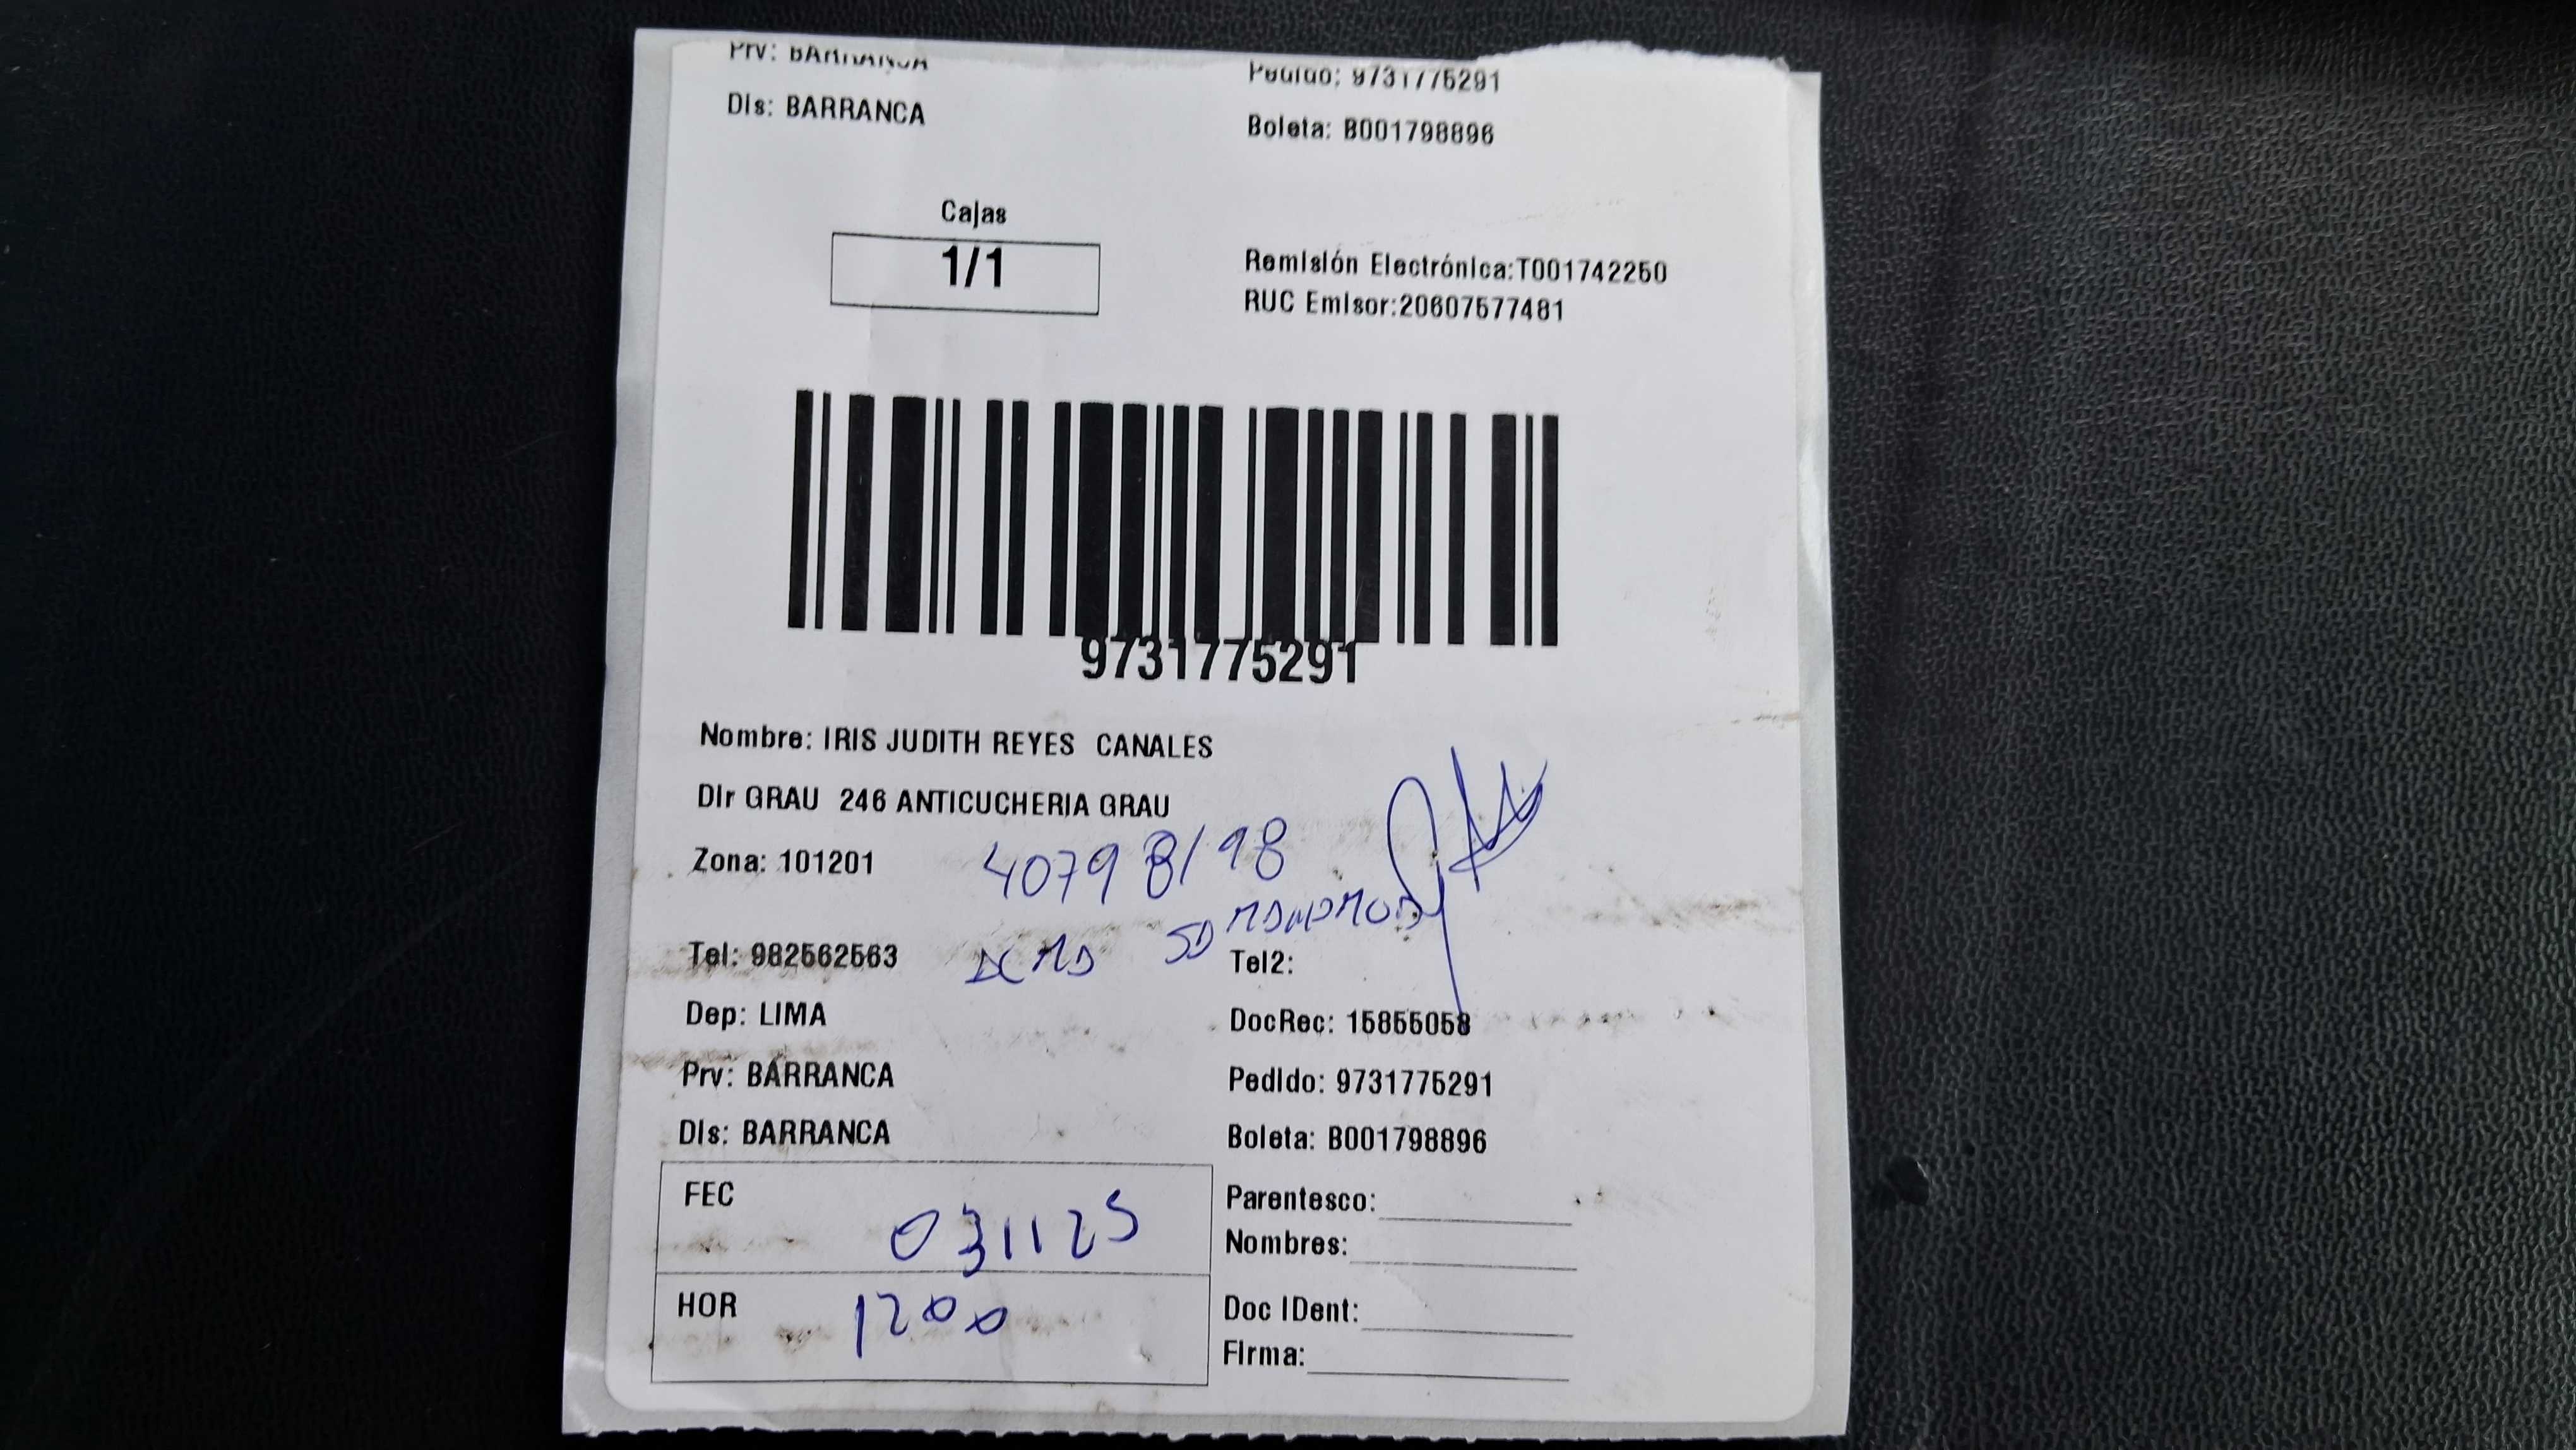 Prv: BARRANCA
Pedido: 9731775291
Dis: BARRANCA
Boleta: B001798896
Cajas
1/1
Remisión Electrónica:T001742250
RUC Emisor:20607577481
9731775291
Nombre: IRIS JUDITH REYES CANALES
Dir GRAU 246 ANTICUCHERIA GRAU
Zona: 101201
40798198
Tel: 982562563
Tel2:
Dep: LIMA
DocRec: 15855058
Prv: BARRANCA
Pedido: 9731775291
Dis: BARRANCA
Boleta: B001798896
FEC 031125
Parentesco:
Nombres:
HOR 1200
Doc IDent:
Firma: